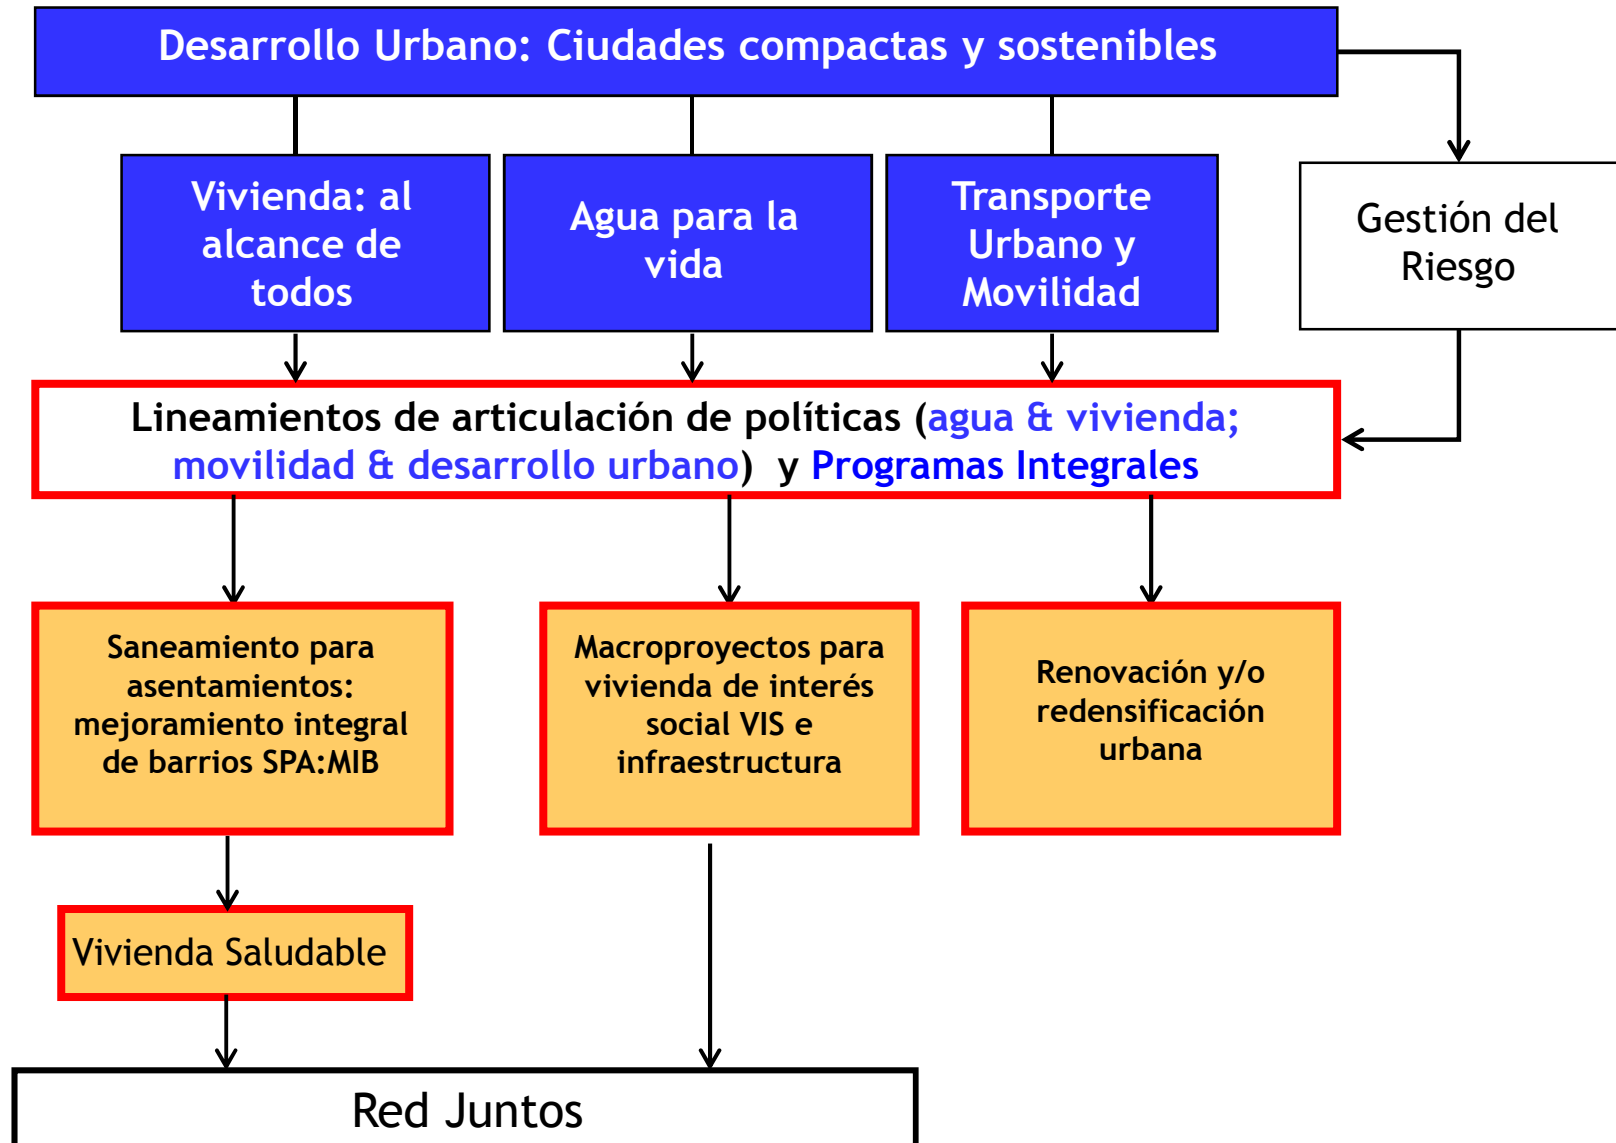 Desarrollo Urbano: Ciudades compactas y sostenibles
Vivienda: al
alcance de
todos
Agua para la
vida
Transporte
Urbano y
Movilidad
Gestión del
Riesgo
Lineamientos de articulación de políticas (agua & vivienda;
movilidad & desarrollo urbano) y Programas Integrales
Saneamiento para
asentamientos:
mejoramiento integral
de barrios SPA:MIB
Macroproyectos para
vivienda de interés
social VIS e
infraestructura
Renovación y/o
redensificación
urbana
Vivienda Saludable
Red Juntos